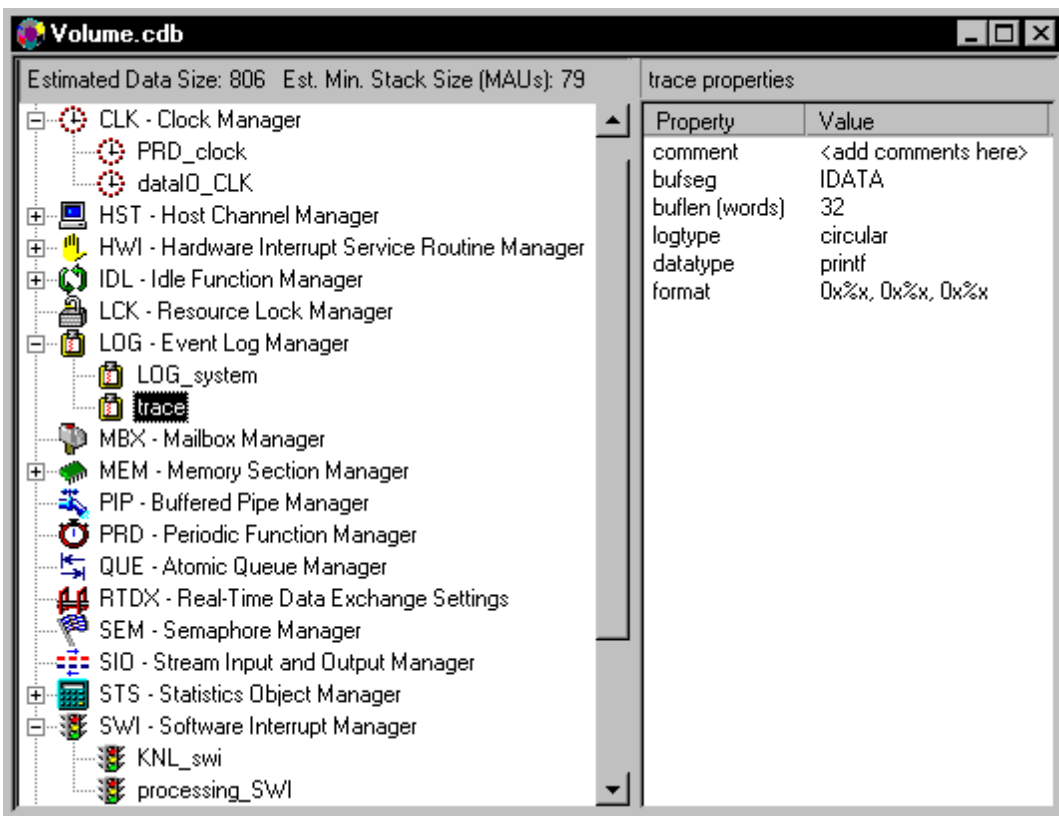 Volume.cdb
Estimated Data Size: 806 Est. Min. Stack Size (MAUs): 79
CLK - Clock Manager
PRD_clock
dataIO_CLK
HST - Host Channel Manager
HWI - Hardware Interrupt Service Routine Manager
IDL - Idle Function Manager
LCK - Resource Lock Manager
LOG - Event Log Manager
LOG_system
trace
MBX - Mailbox Manager
MEM - Memory Section Manager
PIP - Buffered Pipe Manager
PRD - Periodic Function Manager
QUE - Atomic Queue Manager
RTDX - Real-Time Data Exchange Settings
SEM - Semaphore Manager
SIO - Stream Input and Output Manager
STS - Statistics Object Manager
SWI - Software Interrupt Manager
KNL_swi
processing_SWI
trace properties
Property Value
comment <add comments here>
bufseg IDATA
buflen (words) 32
logtype circular
datatype printf
format 0x%x, 0x%x, 0x%x